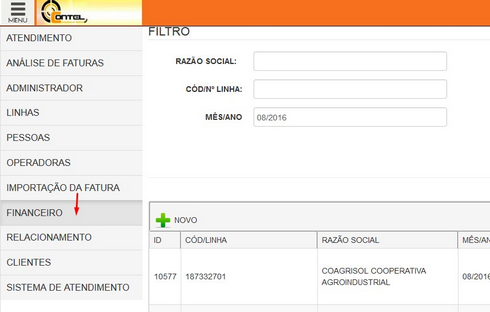 MENU
CONTEL
ATENDIMENTO
ANÁLISE DE FATURAS
ADMINISTRADOR
LINHAS
PESSOAS
OPERADORAS
IMPORTAÇÃO DA FATURA
FINANCEIRO
RELACIONAMENTO
CLIENTES
SISTEMA DE ATENDIMENTO
FILTRO
RAZÃO SOCIAL:
CÓD/Nº LINHA:
MÊS/ANO 08/2016
NOVO
ID CÓD/LINHA RAZÃO SOCIAL MÊS/AN
10577 187332701 COAGRISOL COOPERATIVA AGROINDUSTRIAL 08/2016